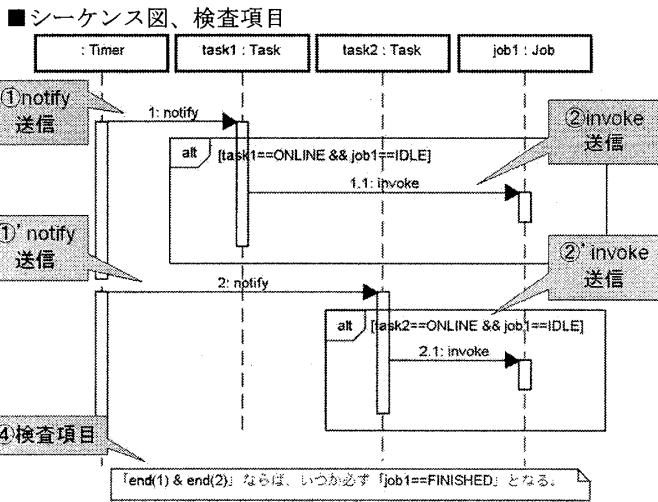 ■シーケンス図、検査項目
: Timer
task1 : Task
task2 : Task
job1 : Job
①notify
送信
1: notify
②invoke
送信
alt
[task1==ONLINE && job1==IDLE]
1.1: invoke
①' notify
送信
2: notify
②' invoke
送信
alt
[task2==ONLINE && job1==IDLE]
2.1: invoke
④検査項目
「end(1) & end(2)」ならば、いつか必ず「job1==FINISHED」となる。